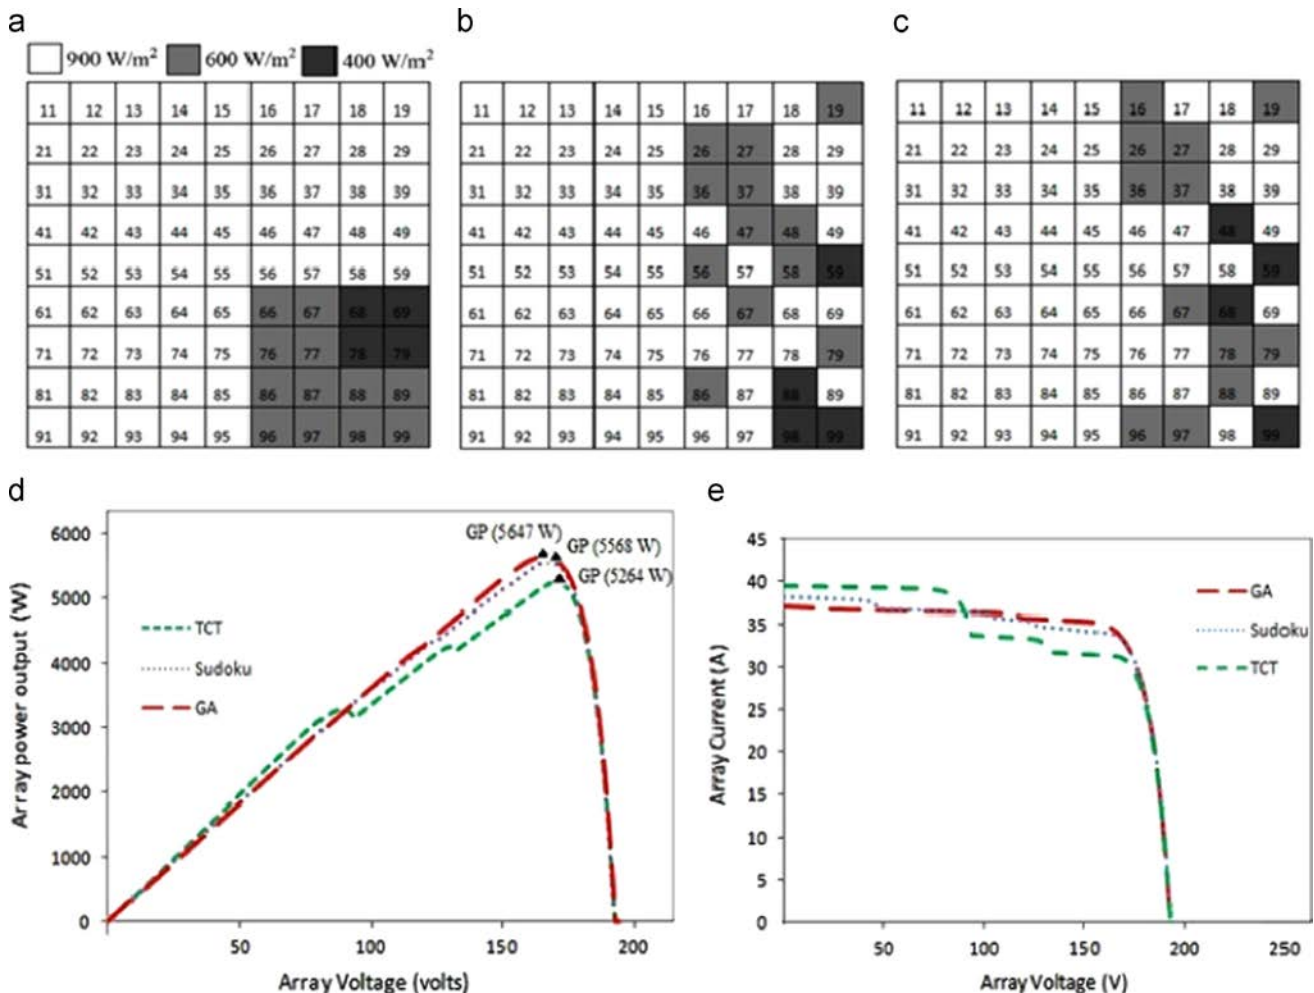 a
b
c
900 W/m²
600 W/m²
400 W/m²
11 12 13 14 15 16 17 18 19
21 22 23 24 25 26 27 28 29
31 32 33 34 35 36 37 38 39
41 42 43 44 45 46 47 48 49
51 52 53 54 55 56 57 58 59
61 62 63 64 65 66 67 68 69
71 72 73 74 75 76 77 78 79
81 82 83 84 85 86 87 88 89
91 92 93 94 95 96 97 98 99
11 12 13 14 15 16 17 18 19
21 22 23 24 25 26 27 28 29
31 32 33 34 35 36 37 38 39
41 42 43 44 45 46 47 48 49
51 52 53 54 55 56 57 58 59
61 62 63 64 65 66 67 68 69
71 72 73 74 75 76 77 78 79
81 82 83 84 85 86 87 88 89
91 92 93 94 95 96 97 98 99
11 12 13 14 15 16 17 18 19
21 22 23 24 25 26 27 28 29
31 32 33 34 35 36 37 38 39
41 42 43 44 45 46 47 48 49
51 52 53 54 55 56 57 58 59
61 62 63 64 65 66 67 68 69
71 72 73 74 75 76 77 78 79
81 82 83 84 85 86 87 88 89
91 92 93 94 95 96 97 98 99
d
GP (5647 W)
GP (5568 W)
GP (5264 W)
6000
5000
4000
3000
2000
1000
0
TCT
Sudoku
GA
50 100 150 200
Array Voltage (volts)
Array power output (W)
e
45
40
35
30
25
20
15
10
5
0
GA
Sudoku
TCT
50 100 150 200 250
Array Voltage (V)
Array Current (A)